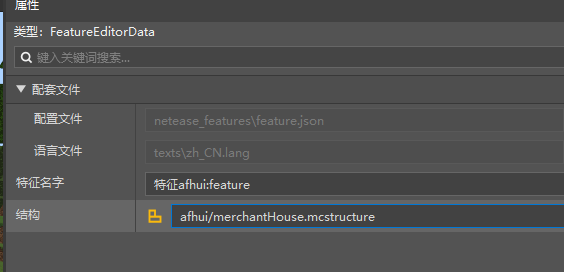 属性
类型: FeatureEditorData
键入关键词搜索...
配套文件
配置文件 netease_features\feature.json
语言文件 texts\zh_CN.lang
特征名字 特征afhui:feature
结构 afhui/merchantHouse.mcstructure